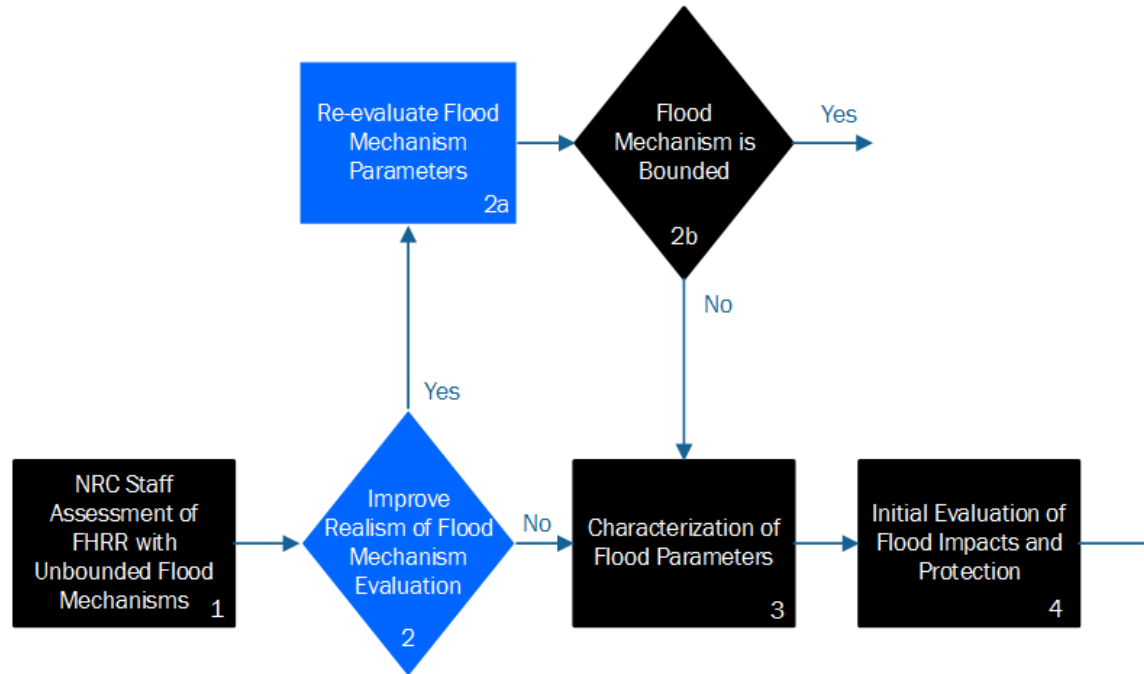 Re-evaluate Flood
Mechanism
Parameters
2a
Flood
Mechanism is
Bounded
2b
Yes
No
Yes
NRC Staff
Assessment of
FHRR with
Unbounded Flood
Mechanisms
1
Improve
Realism of Flood
Mechanism
Evaluation
2
No
Characterization of
Flood Parameters
3
Initial Evaluation of
Flood Impacts and
Protection
4